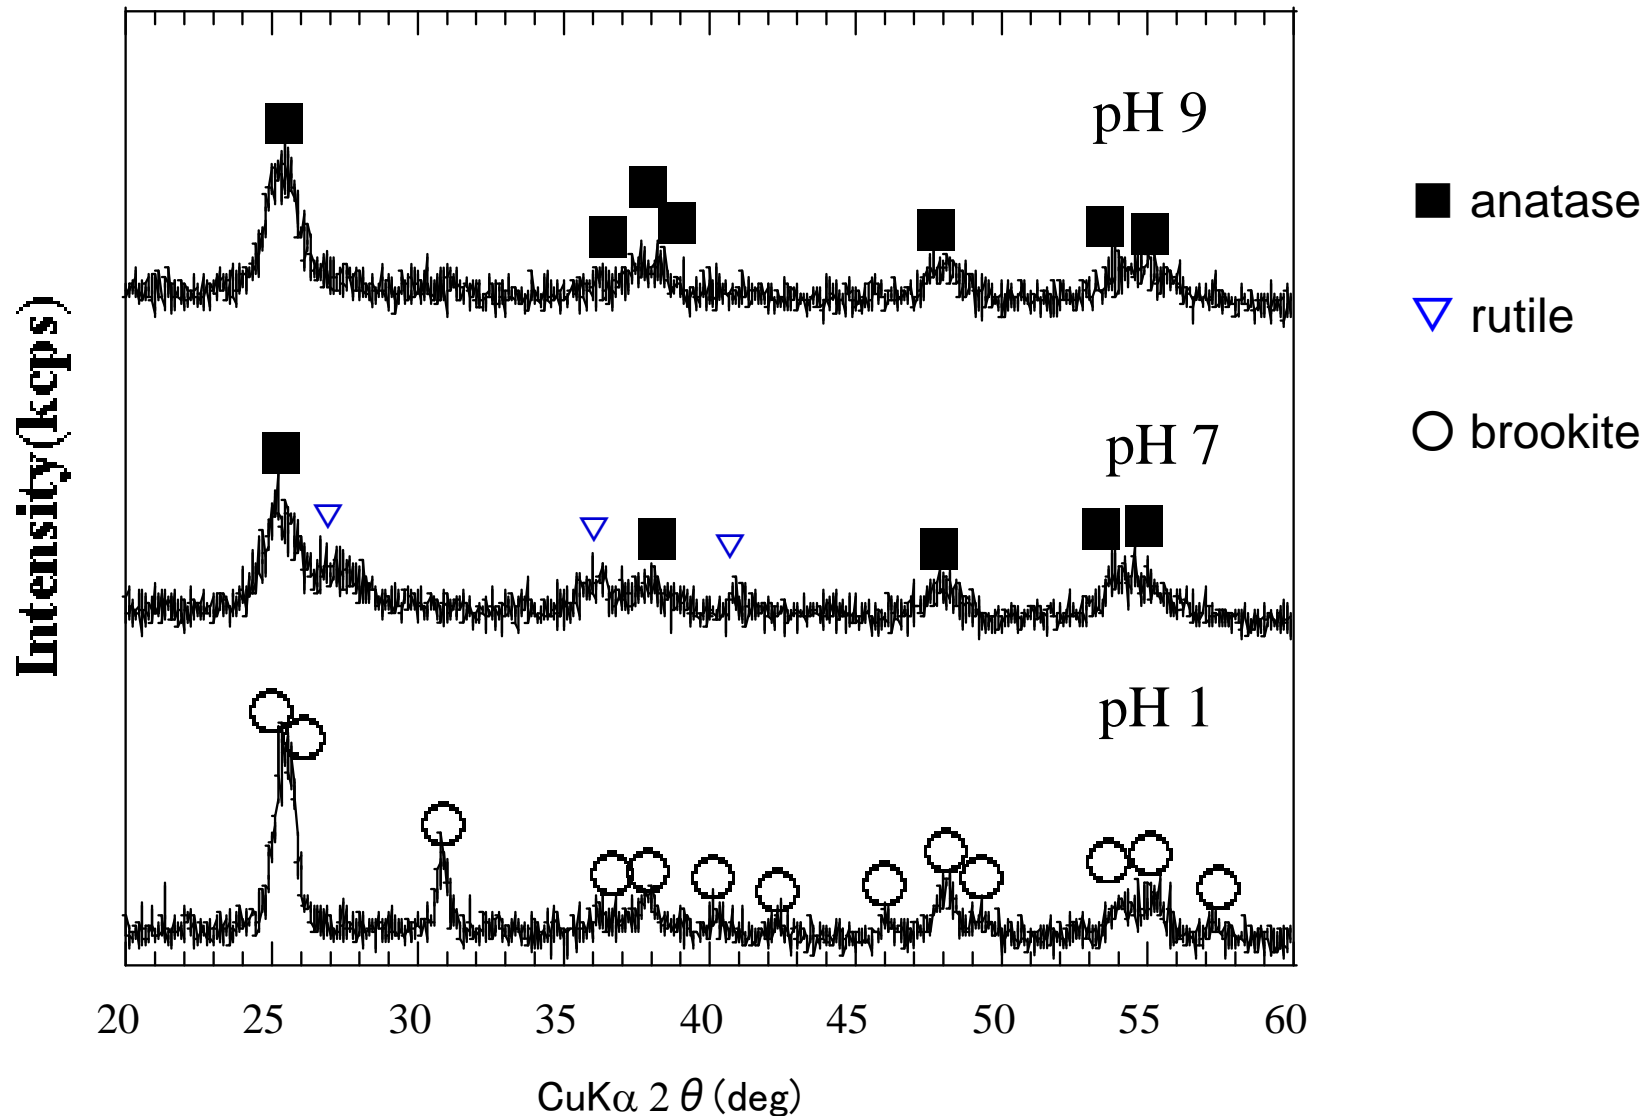 pH 9
anatase
rutile
Intensity(kcps)
pH 7
brookite
pH 1
20 25 30 35 40 45 50 55 60
CuKα 2 θ (deg)